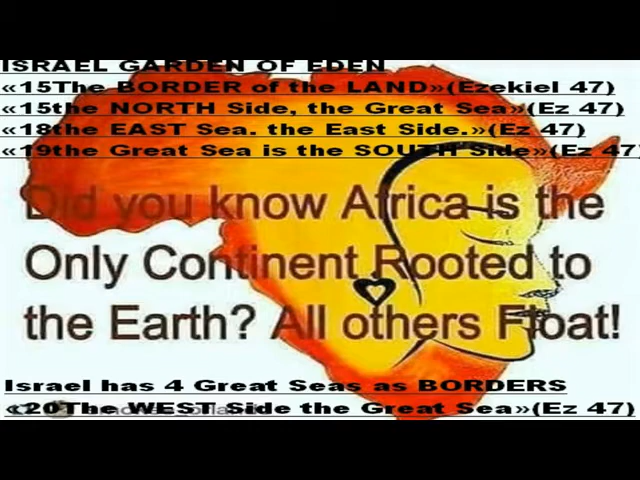 ISRAEL GARDEN OF EDEN
«15The BORDER of the LAND»(Ezekiel 47)
«15the NORTH Side, the Great Sea»(Ez 47)
«18the EAST Sea. the East Side.»(Ez 47)
«19the Great Sea is the SOUTH Side»(Ez 47)
Did you know Africa is the
Only Continent Rooted to
the Earth? All others Float!
Israel has 4 Great Seas as BORDERS
«20The WEST Side the Great Sea»(Ez 47)